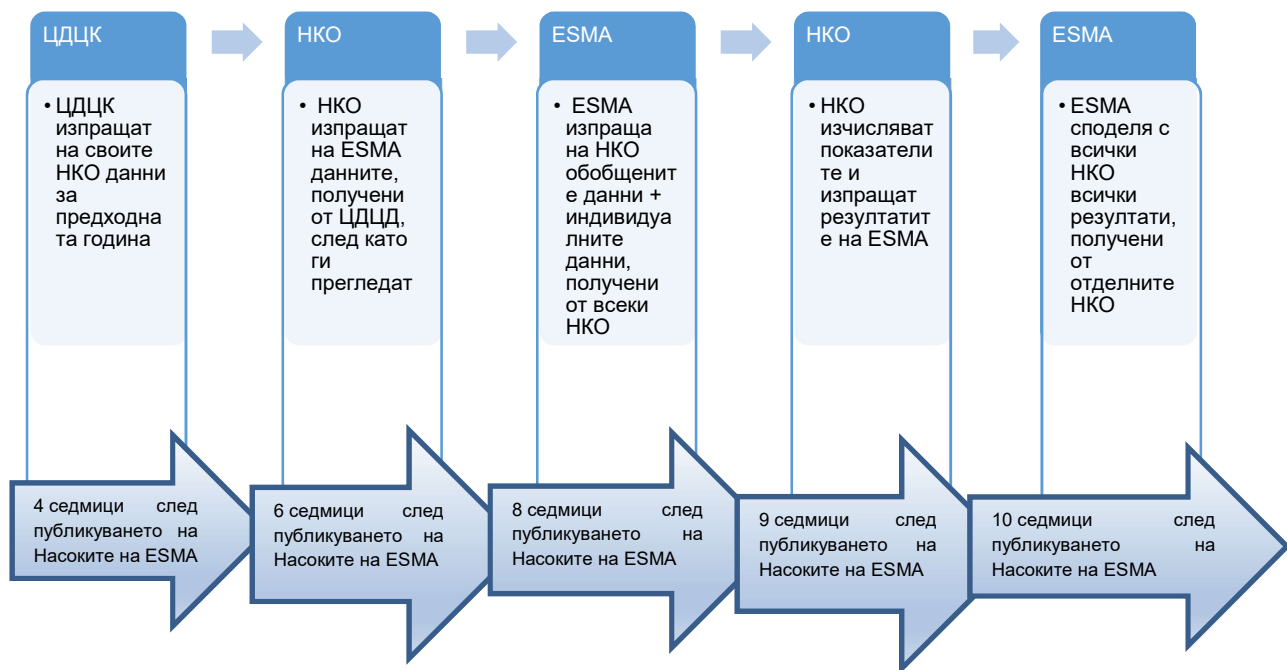 ЦДЦК
НКО
ESMA
НКО
ESMA
• ЦДЦК
изпращат
на своите
НКО данни
за
предходна
та година
• НКО
изпращат
на ESMA
данните,
получени
от ЦДЦД,
след като
ги
прегледат
• ESMA
изпраща
на НКО
обобщенит
е данни +
индивидуа
лните
данни,
получени
от всеки
НКО
• НКО
изчисляват
показатели
те и
изпращат
резултатит
е на ESMA
• ESMA
споделя с
всички
НКО
всички
резултати,
получени
от
отделните
НКО
4 седмици след
публикуването на
Насоките на ESMA
6 седмици след
публикуването на
Насоките на ESMA
8 седмици след
публикуването на
Насоките на ESMA
9 седмици след
публикуването на
Насоките на ESMA
10 седмици след
публикуването на
Насоките на ESMA